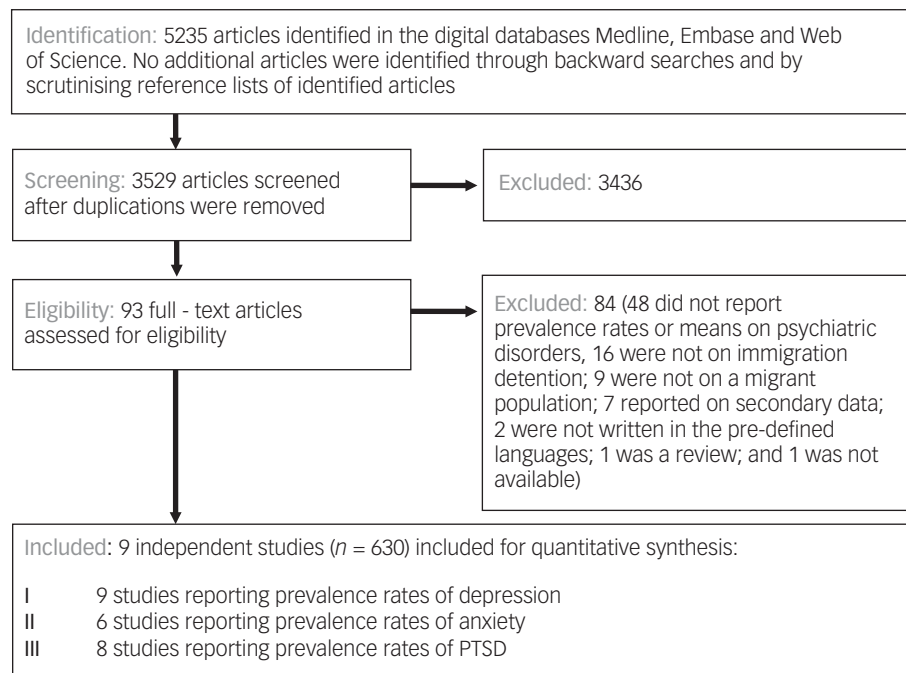 Identification: 5235 articles identified in the digital databases Medline, Embase and Web
of Science. No additional articles were identified through backward searches and by
scrutinising reference lists of identified articles
Screening: 3529 articles screened
after duplications were removed
Excluded: 3436
Eligibility: 93 full - text articles
assessed for eligibility
Excluded: 84 (48 did not report
prevalence rates or means on psychiatric
disorders, 16 were not on immigration
detention; 9 were not on a migrant
population; 7 reported on secondary data;
2 were not written in the pre-defined
languages; 1 was a review; and 1 was not
available)
Included: 9 independent studies (n = 630) included for quantitative synthesis:
I 9 studies reporting prevalence rates of depression
II 6 studies reporting prevalence rates of anxiety
III 8 studies reporting prevalence rates of PTSD